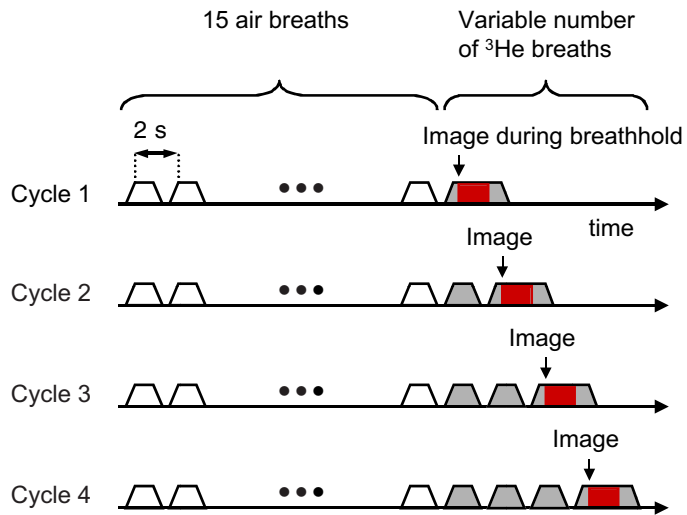 15 air breaths
Variable number
of ³He breaths
2 s
Image during breathhold
Cycle 1
time
Image
Cycle 2
Image
Cycle 3
Image
Cycle 4